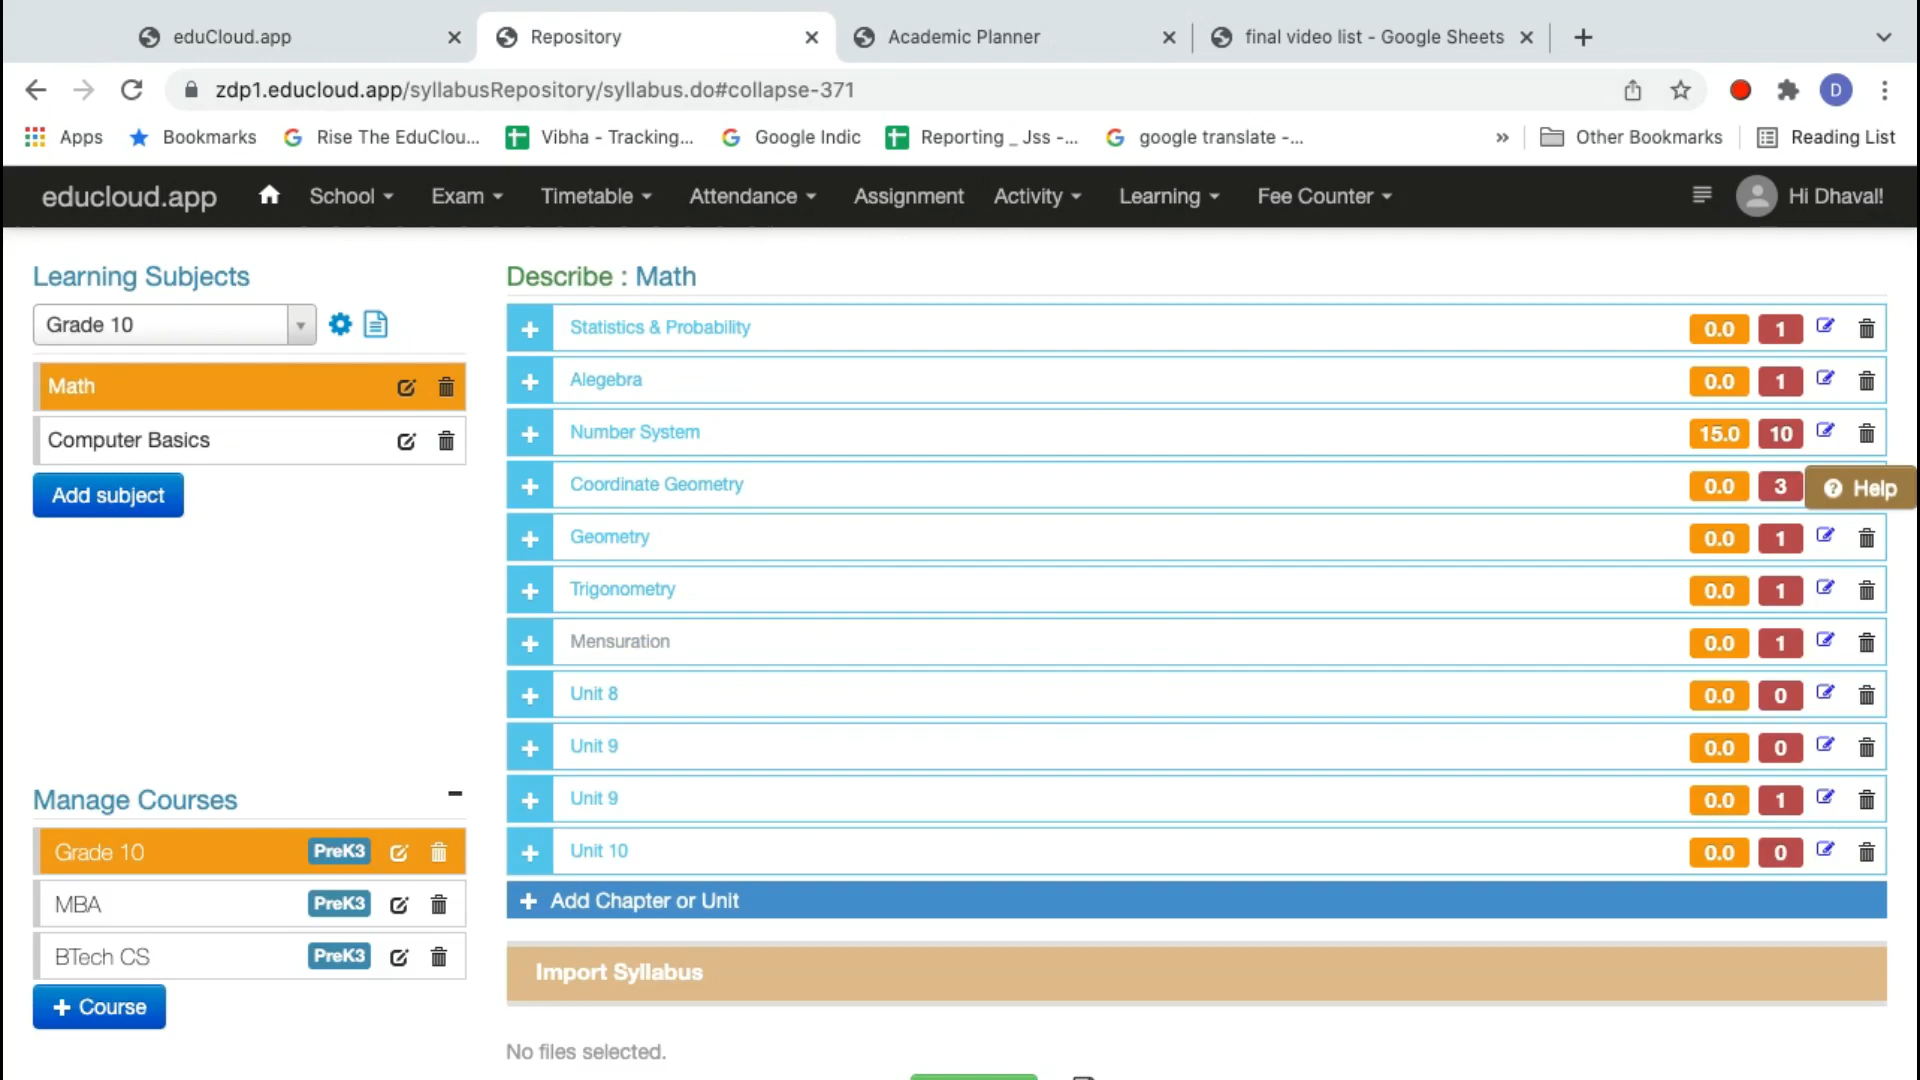 eduCloud.app
Repository
Academic Planner
final video list - Google Sheets
zdp1.educloud.app/syllabusRepository/syllabus.do#collapse-371
D
Apps
Bookmarks
Rise The EduClou...
Vibha - Tracking...
Google Indic
Reporting _ Jss -...
google translate -...
»
Other Bookmarks
Reading List
educloud.app
School
Exam
Timetable
Attendance
Assignment
Activity
Learning
Fee Counter
Hi Dhaval!
Learning Subjects
Grade 10
Math
Computer Basics
Add subject
Manage Courses
Grade 10 PreK3
MBA PreK3
BTech CS PreK3
+ Course
Describe : Math
Statistics & Probability 0.0 1
Alegebra 0.0 1
Number System 15.0 10
Coordinate Geometry 0.0 3
Help
Geometry 0.0 1
Trigonometry 0.0 1
Mensuration 0.0 1
Unit 8 0.0 0
Unit 9 0.0 0
Unit 9 0.0 1
Unit 10 0.0 0
+ Add Chapter or Unit
Import Syllabus
No files selected.